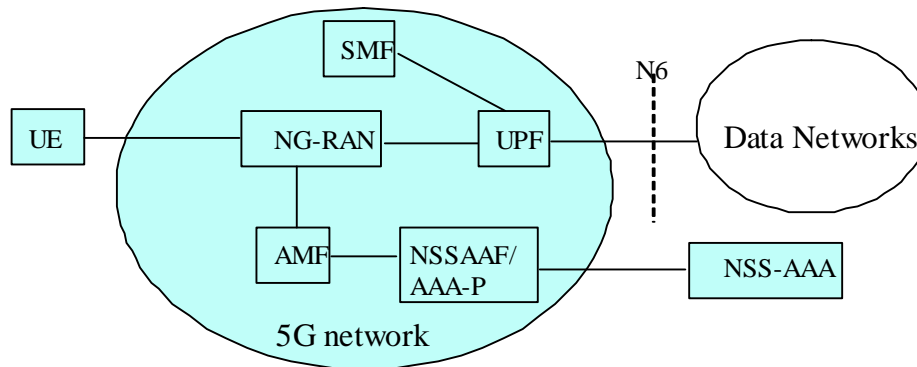 SMF
N6
UE
NG-RAN
UPF
Data Networks
AMF
NSSAAF/
AAA-P
NSS-AAA
5G network